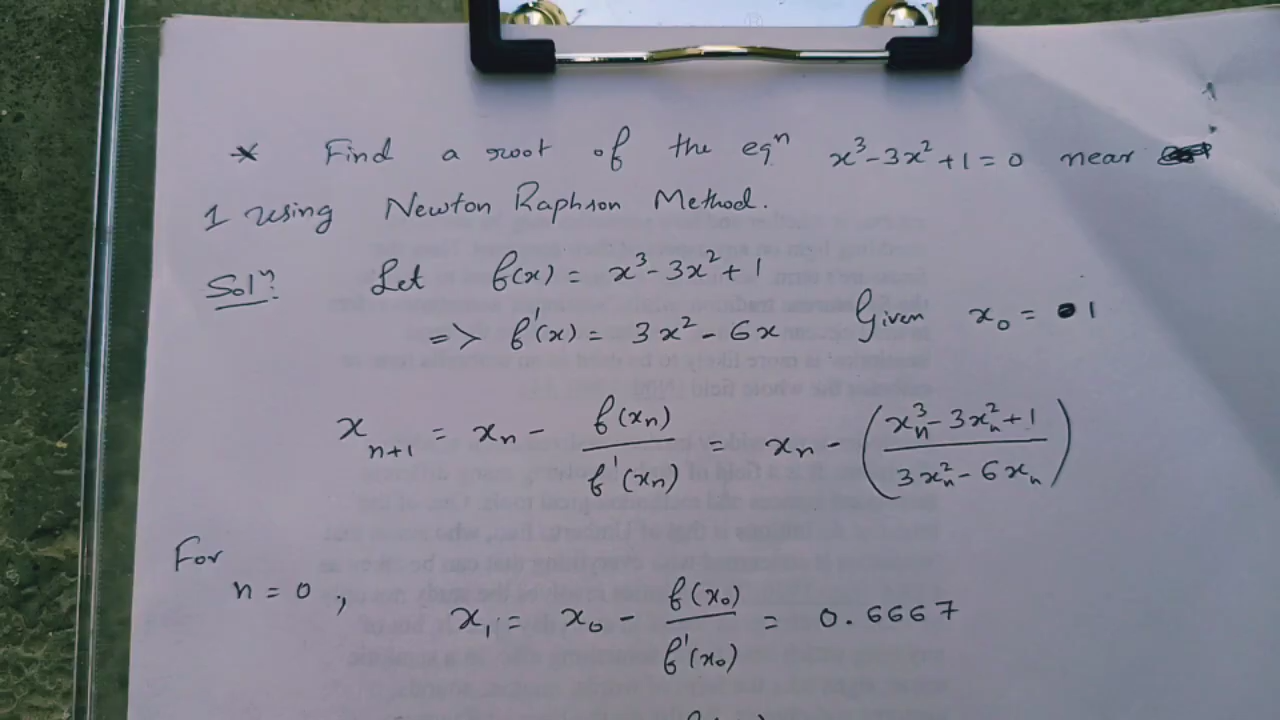 * Find a root of the eqⁿ x³-3x²+1=0 near
1 using Newton Raphson Method.
Solⁿ: Let f(x) = x³-3x²+1
=> f'(x) = 3x²-6x Given x₀ = 1
xₙ₊₁ = xₙ - f(xₙ)/f'(xₙ) = xₙ - ((xₙ³-3xₙ²+1)/(3xₙ²-6xₙ))
For
n = 0, x₁ = x₀ - f(x₀)/f'(x₀) = 0.6667